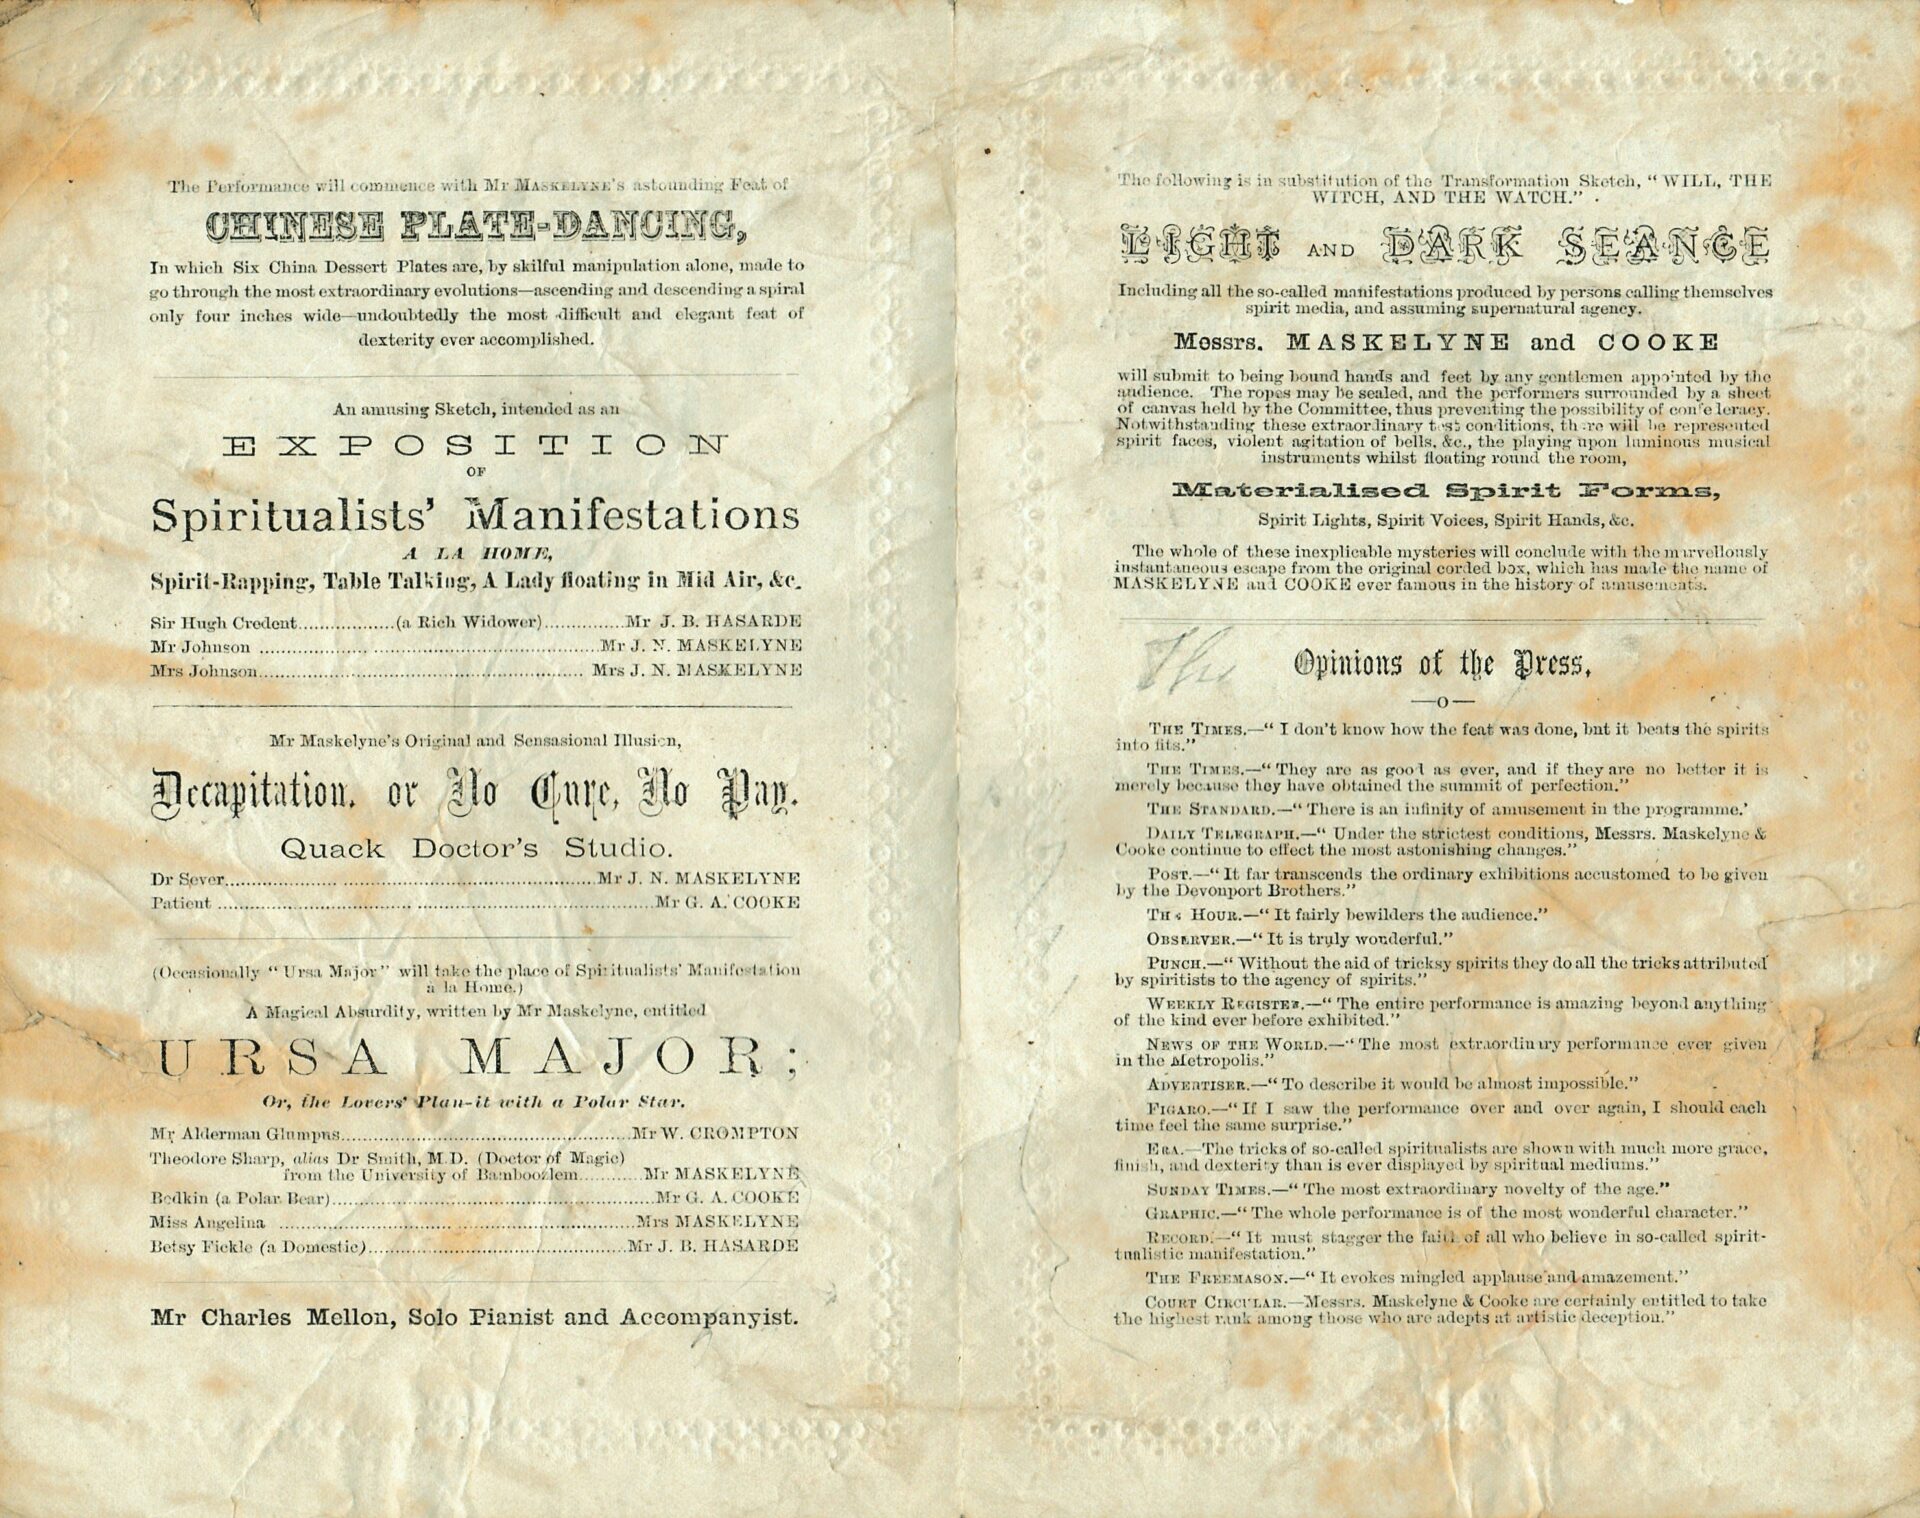 The Performance will commence with Mr MASKELYNE's astounding Feat of
CHINESE PLATE-DANCING,
In which Six China Dessert Plates are, by skilful manipulation alone, made to
go through the most extraordinary evolutions—ascending and descending a spiral
only four inches wide—undoubtedly the most difficult and elegant feat of
dexterity ever accomplished.
An amusing Sketch, intended as an
EXPOSITION
OF
Spiritualists' Manifestations
A LA HOME,
Spirit-Rapping, Table Talking, A Lady floating in Mid Air, &c.
Sir Hugh Credent.................(a Rich Widower)..............Mr J. B. HASARDE
Mr Johnson ..............................................................Mr J. N. MASKELYNE
Mrs Johnson........................................................... Mrs J. N. MASKELYNE
Mr Maskelyne's Original and Sensasional Illusion,
Decapitation. or No Cure, No Pay.
Quack Doctor's Studio.
Dr Sever...................................................................Mr J. N. MASKELYNE
Patient ..............................................................................Mr G. A. COOKE
(Occasionally "Ursa Major" will take the place of Spiritualists' Manifestation
à la Home.)
A Magical Absurdity, written by Mr Maskelyne, entitled
URSA MAJOR;
Or, the Lovers' Plan-it with a Polar Star.
Mr Alderman Glumpus....................................................Mr W. CROMPTON
Theodore Sharp, alias Dr Smith, M.D. (Doctor of Magic)
from the University of Bamboozlem...........Mr MASKELYNE
Bodkin (a Polar Bear)..........................................................Mr G. A. COOKE
Miss Angelina ................................................................Mrs MASKELYNE
Betsy Fickle (a Domestic)..............................................Mr J. B. HASARDE
Mr Charles Mellon, Solo Pianist and Accompanyist.
The following is in substitution of the Transformation Sketch, "WILL, THE
WITCH, AND THE WATCH."
LIGHT AND DARK SEANCE
Including all the so-called manifestations produced by persons calling themselves
spirit media, and assuming supernatural agency.
Messrs. MASKELYNE and COOKE
will submit to being bound hands and feet by any gentlemen appointed by the
audience. The ropes may be sealed, and the performers surrounded by a sheet
of canvas held by the Committee, thus preventing the possibility of confederacy.
Notwithstanding these extraordinary test conditions, there will be represented
spirit faces, violent agitation of bells, &c., the playing upon luminous musical
instruments whilst floating round the room,
Materialised Spirit Forms,
Spirit Lights, Spirit Voices, Spirit Hands, &c.
The whole of these inexplicable mysteries will conclude with the marvellously
instantaneous escape from the original corded box, which has made the name of
MASKELYNE and COOKE ever famous in the history of amusements.
The
Opinions of the Press.
—o—
THE TIMES.—"I don't know how the feat was done, but it beats the spirits
into fits."
THE TIMES.—"They are as good as ever, and if they are no better it is
merely because they have obtained the summit of perfection."
THE STANDARD.—"There is an infinity of amusement in the programme.'
DAILY TELEGRAPH.—"Under the strictest conditions, Messrs. Maskelyne &
Cooke continue to effect the most astonishing changes."
POST.—"It far transcends the ordinary exhibitions accustomed to be given
by the Devonport Brothers."
THE HOUR.—"It fairly bewilders the audience."
OBSERVER.—"It is truly wonderful."
PUNCH.—"Without the aid of tricksy spirits they do all the tricks attributed
by spiritists to the agency of spirits."
WEEKLY REGISTER.—"The entire performance is amazing beyond anything
of the kind ever before exhibited."
NEWS OF THE WORLD.—"The most extraordinary performance ever given
in the Metropolis."
ADVERTISER.—"To describe it would be almost impossible."
FIGARO.—"If I saw the performance over and over again, I should each
time feel the same surprise."
ERA.—The tricks of so-called spiritualists are shown with much more grace,
finish, and dexterity than is ever displayed by spiritual mediums."
SUNDAY TIMES.—"The most extraordinary novelty of the age."
GRAPHIC.—"The whole performance is of the most wonderful character."
RECORD.—"It must stagger the faith of all who believe in so-called spirit-
tualistic manifestation."
THE FREEMASON.—"It evokes mingled applause and amazement."
COURT CIRCULAR.—Messrs. Maskelyne & Cooke are certainly entitled to take
the highest rank among those who are adepts at artistic deception."